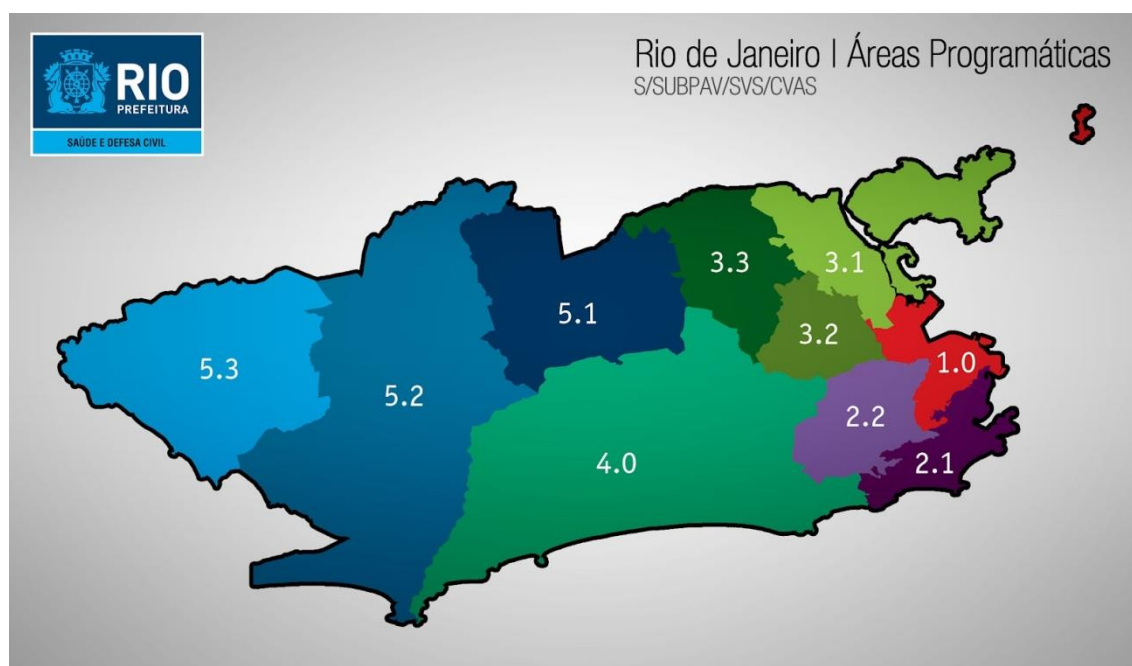 RIO
PREFEITURA
SAÚDE E DEFESA CIVIL
Rio de Janeiro | Áreas Programáticas
S/SUBPAV/SVS/CVAS
3.3
3.1
5.1
3.2
5.3
1.0
5.2
2.2
4.0
2.1